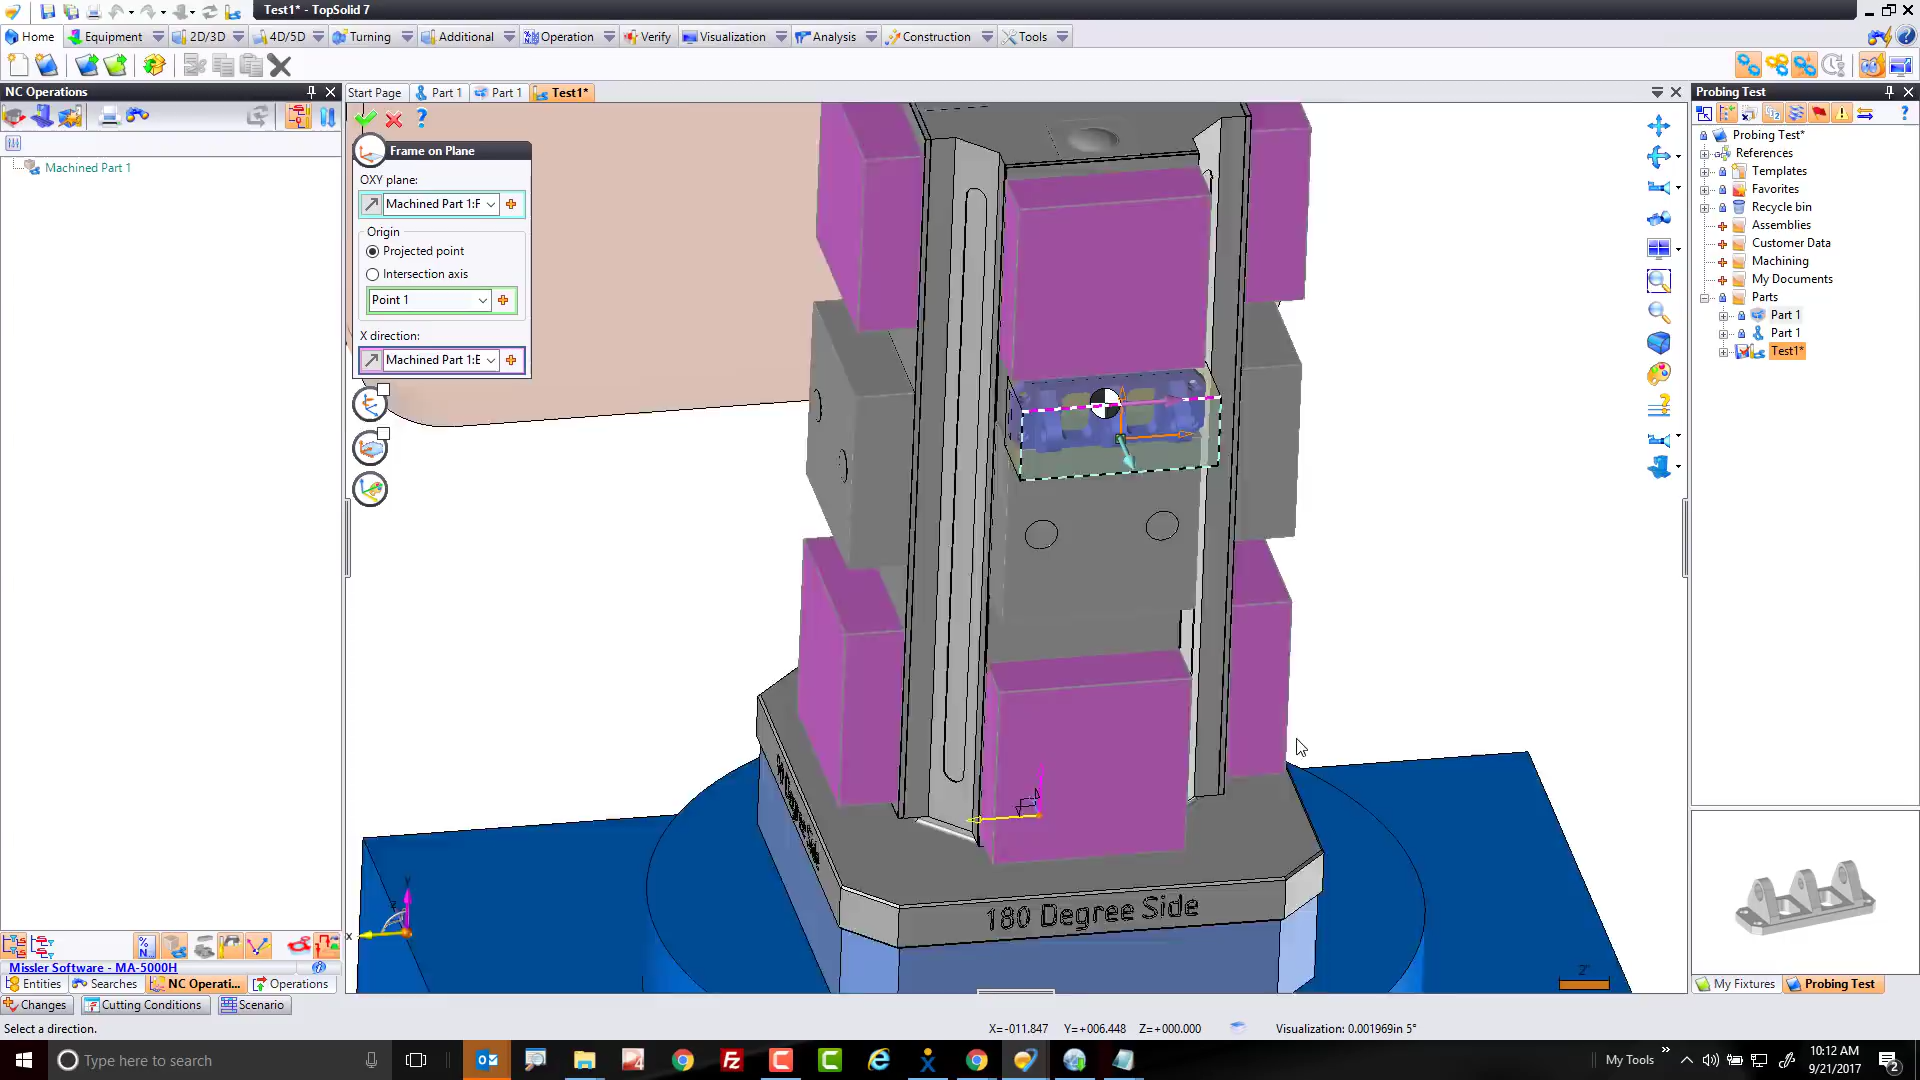 Test1* - TopSolid 7
Home Equipment 2D/3D 4D/5D Turning Additional Operation Verify Visualization Analysis Construction Tools
NC Operations
Machined Part 1
Start Page Part 1 Part 1 Test1*
Frame on Plane
OXY plane:
Machined Part 1:F
Origin
Projected point
Intersection axis
Point 1
X direction:
Machined Part 1:E
180 Degree Side
Y
Z
X
2"
Probing Test
Probing Test*
References
Templates
Favorites
Recycle bin
Assemblies
Customer Data
Machining
My Documents
Parts
Part 1
Part 1
Test1*
My Fixtures Probing Test
Missler Software - MA-5000H
Entities Searches NC Operati... Operations
Changes Cutting Conditions Scenario
Select a direction.
X=-011.847 Y=+006.448 Z=+000.000 Visualization: 0.001969in 5°
Type here to search
My Tools
10:12 AM
9/21/2017
2